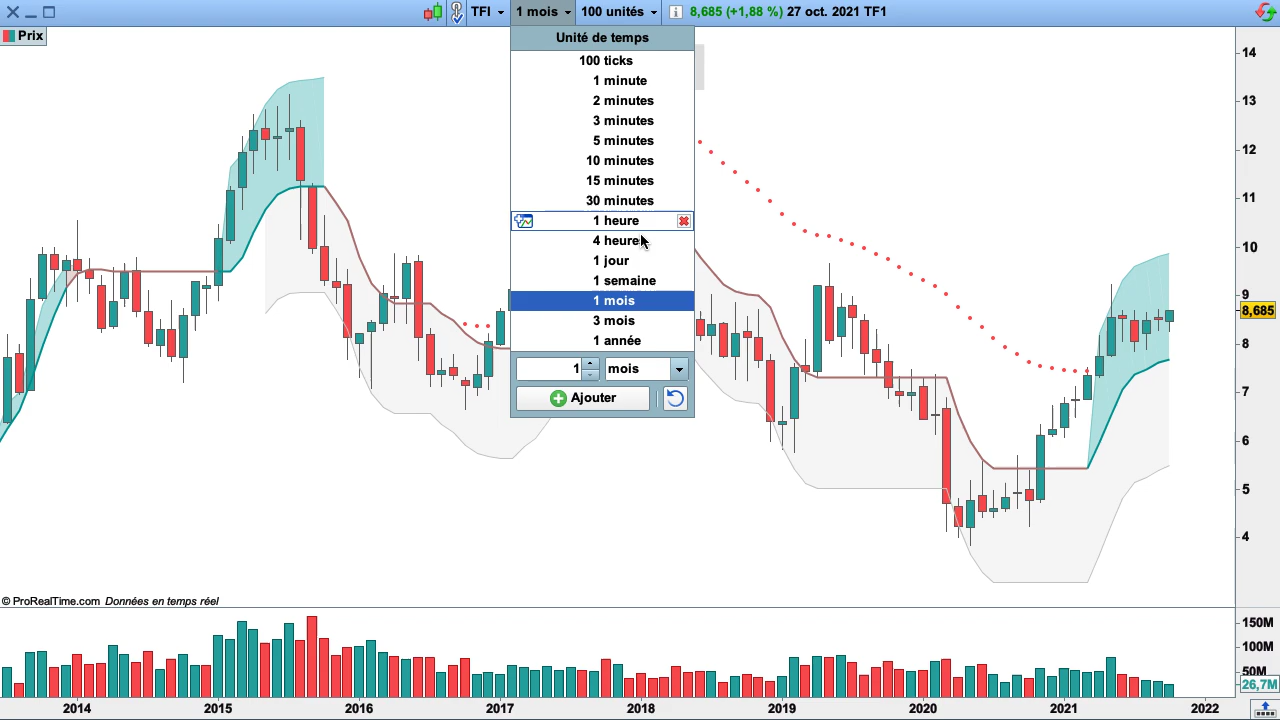 TFI
1 mois
100 unités
8,685 (+1,88 %) 27 oct. 2021 TF1
Prix
Unité de temps
100 ticks
1 minute
2 minutes
3 minutes
5 minutes
10 minutes
15 minutes
30 minutes
1 heure
4 heure
1 jour
1 semaine
1 mois
3 mois
1 année
1
mois
Ajouter
14
13
12
11
10
9
8,685
8
7
6
5
4
© ProRealTime.com Données en temps réel
150M
100M
50M
26,7M
2014
2015
2016
2017
2018
2019
2020
2021
2022